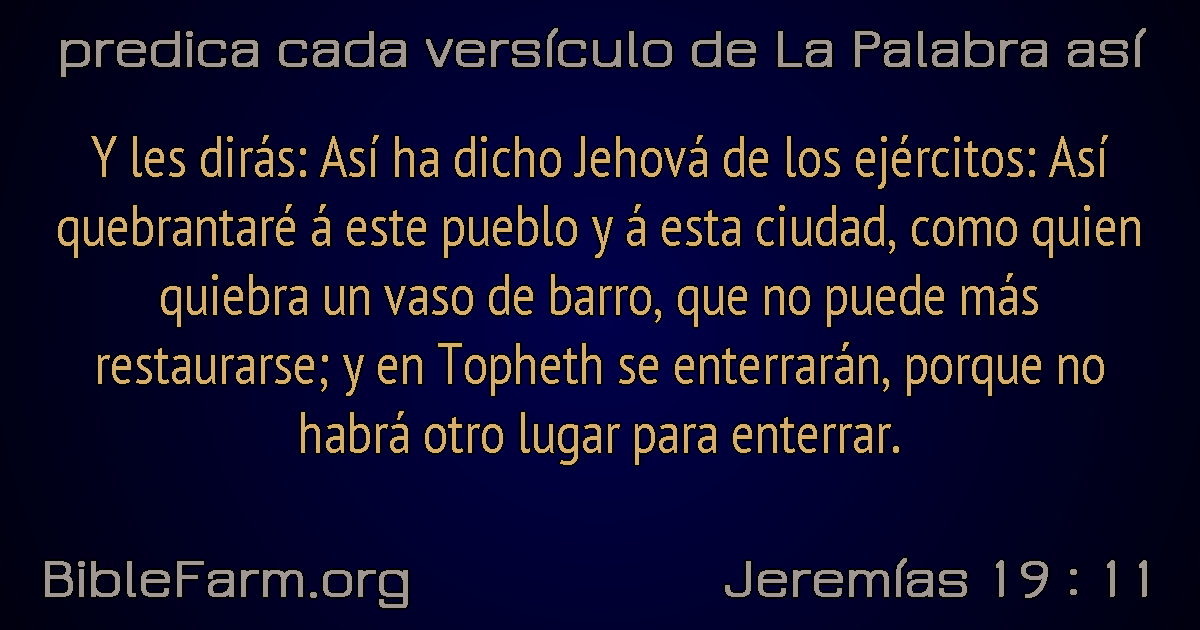 predica cada versículo de La Palabra así
Y les dirás: Así ha dicho Jehová de los ejércitos: Así
quebrantaré á este pueblo y á esta ciudad, como quien
quiebra un vaso de barro, que no puede más
restaurarse; y en Topheth se enterrarán, porque no
habrá otro lugar para enterrar.
BibleFarm.org
Jeremías 19 : 11